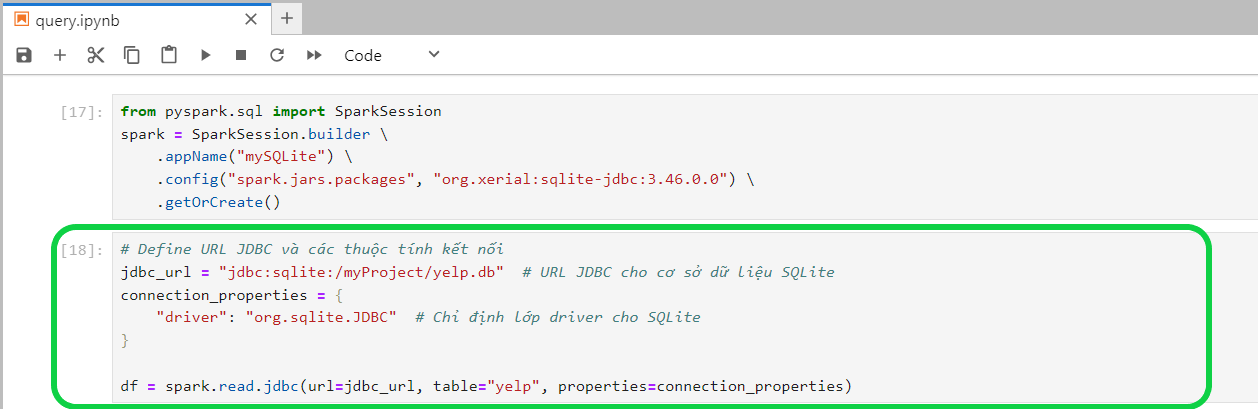 query.ipynb
Code
[17]:
from pyspark.sql import SparkSession
spark = SparkSession.builder \
    .appName("mySQLite") \
    .config("spark.jars.packages", "org.xerial:sqlite-jdbc:3.46.0.0") \
    .getOrCreate()
[18]:
# Define URL JDBC và các thuộc tính kết nối
jdbc_url = "jdbc:sqlite:/myProject/yelp.db"  # URL JDBC cho cơ sở dữ liệu SQLite
connection_properties = {
    "driver": "org.sqlite.JDBC"  # Chỉ định lớp driver cho SQLite
}
df = spark.read.jdbc(url=jdbc_url, table="yelp", properties=connection_properties)